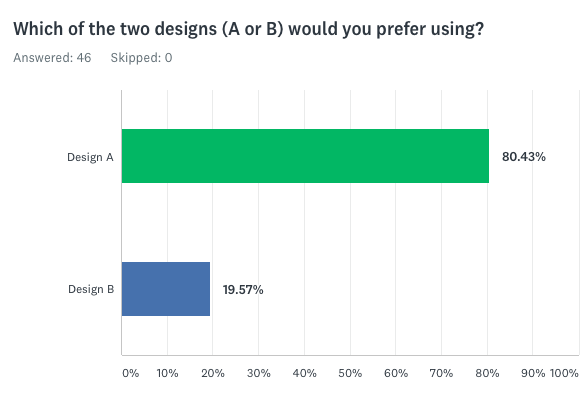 Which of the two designs (A or B) would you prefer using?
Answered: 46 Skipped: 0
Design A 80.43%
Design B 19.57%
0% 10% 20% 30% 40% 50% 60% 70% 80% 90% 100%